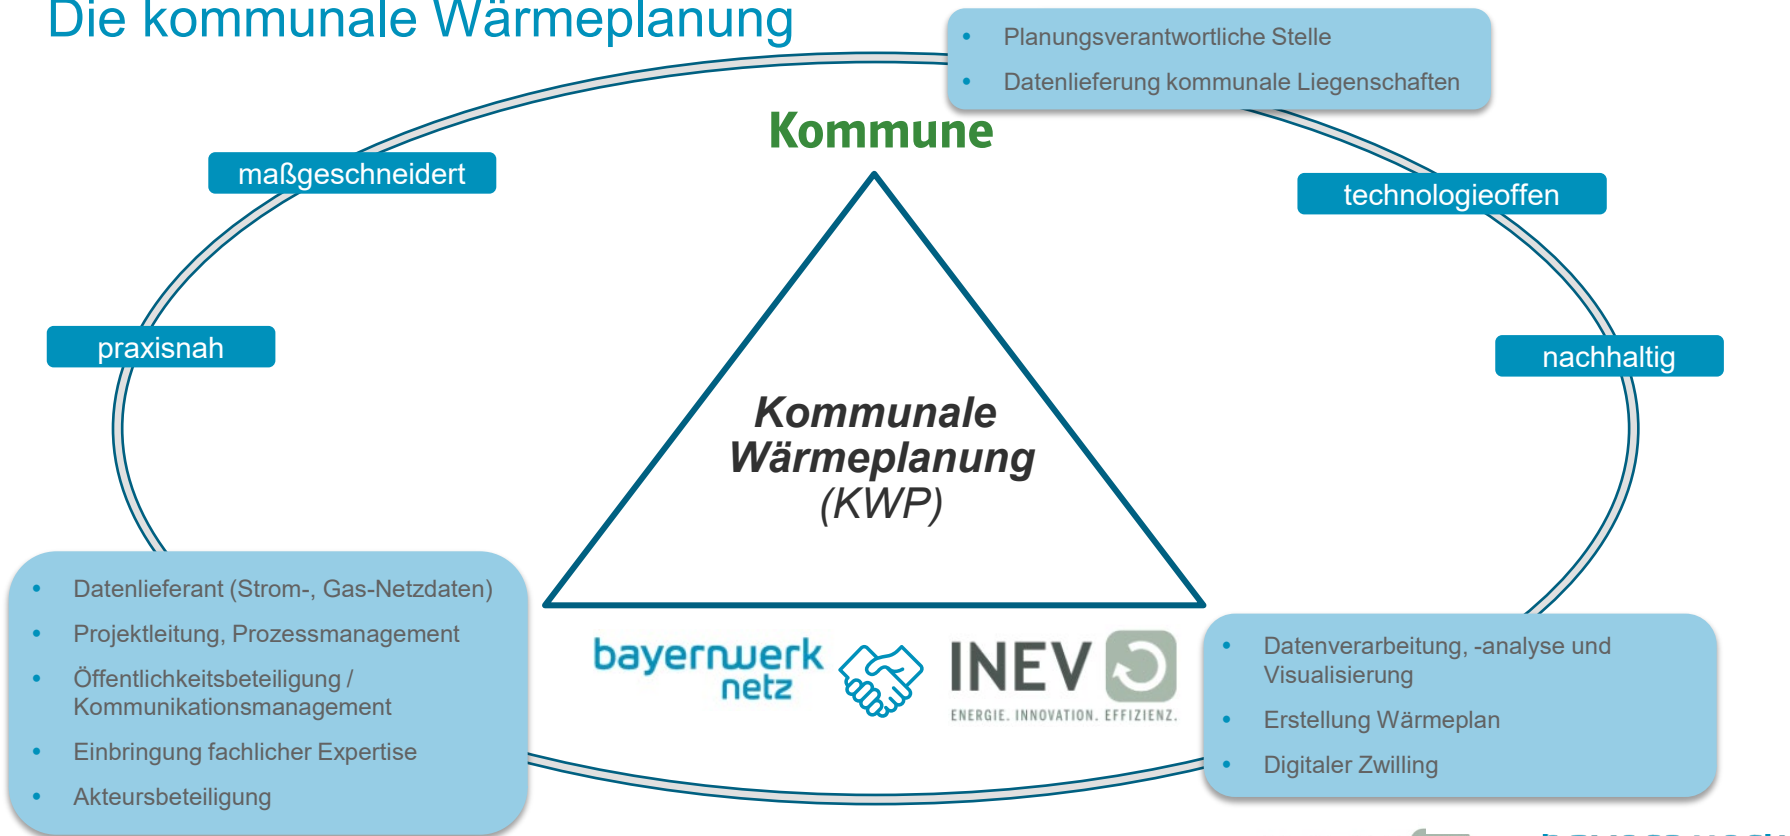 Die kommunale Wärmeplanung
• Planungsverantwortliche Stelle
• Datenlieferung kommunale Liegenschaften
Kommune
maßgeschneidert
technologieoffen
praxisnah
nachhaltig
Kommunale
Wärmeplanung
(KWP)
• Datenlieferant (Strom-, Gas-Netzdaten)
• Projektleitung, Prozessmanagement
• Öffentlichkeitsbeteiligung /
Kommunikationsmanagement
• Einbringung fachlicher Expertise
• Akteursbeteiligung
bayernwerk
netz
INEV
ENERGIE. INNOVATION. EFFIZIENZ.
• Datenverarbeitung, -analyse und
Visualisierung
• Erstellung Wärmeplan
• Digitaler Zwilling